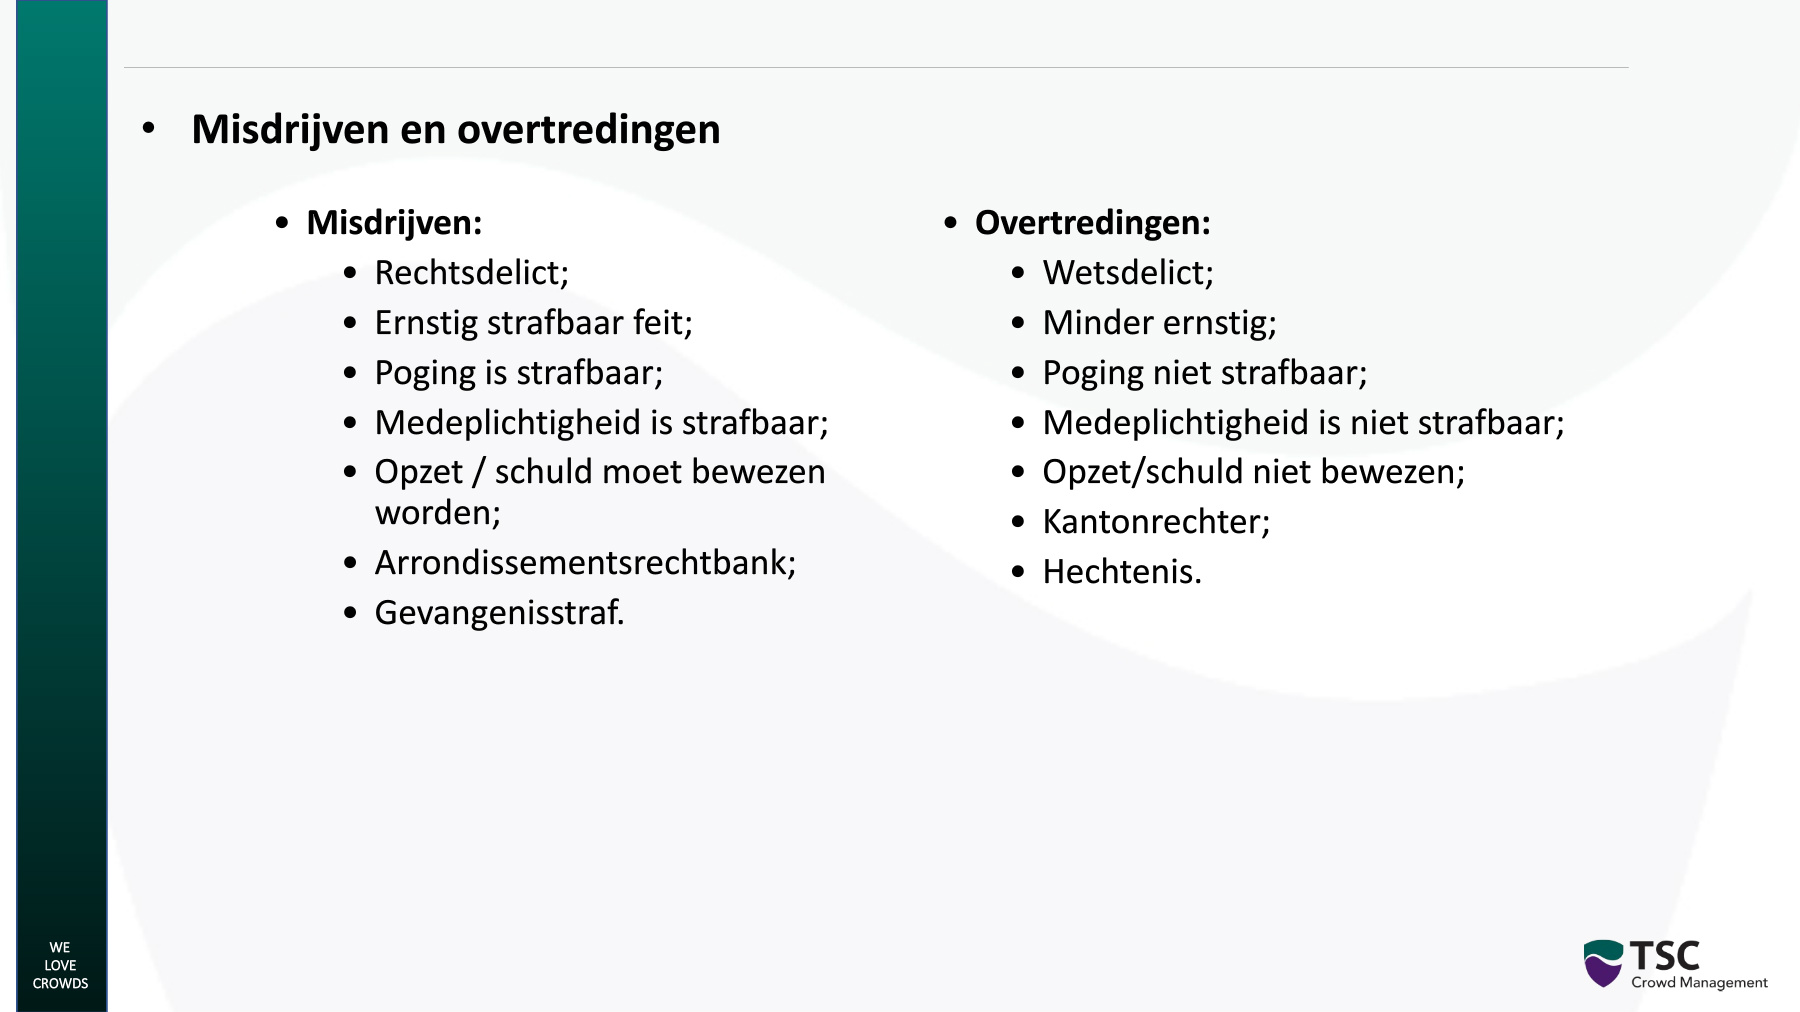 • Misdrijven en overtredingen
• Misdrijven:
• Rechtsdelict;
• Ernstig strafbaar feit;
• Poging is strafbaar;
• Medeplichtigheid is strafbaar;
• Opzet / schuld moet bewezen
worden;
• Arrondissementsrechtbank;
• Gevangenisstraf.
• Overtredingen:
• Wetsdelict;
• Minder ernstig;
• Poging niet strafbaar;
• Medeplichtigheid is niet strafbaar;
• Opzet/schuld niet bewezen;
• Kantonrechter;
• Hechtenis.
WE
LOVE
CROWDS
TSC
Crowd Management